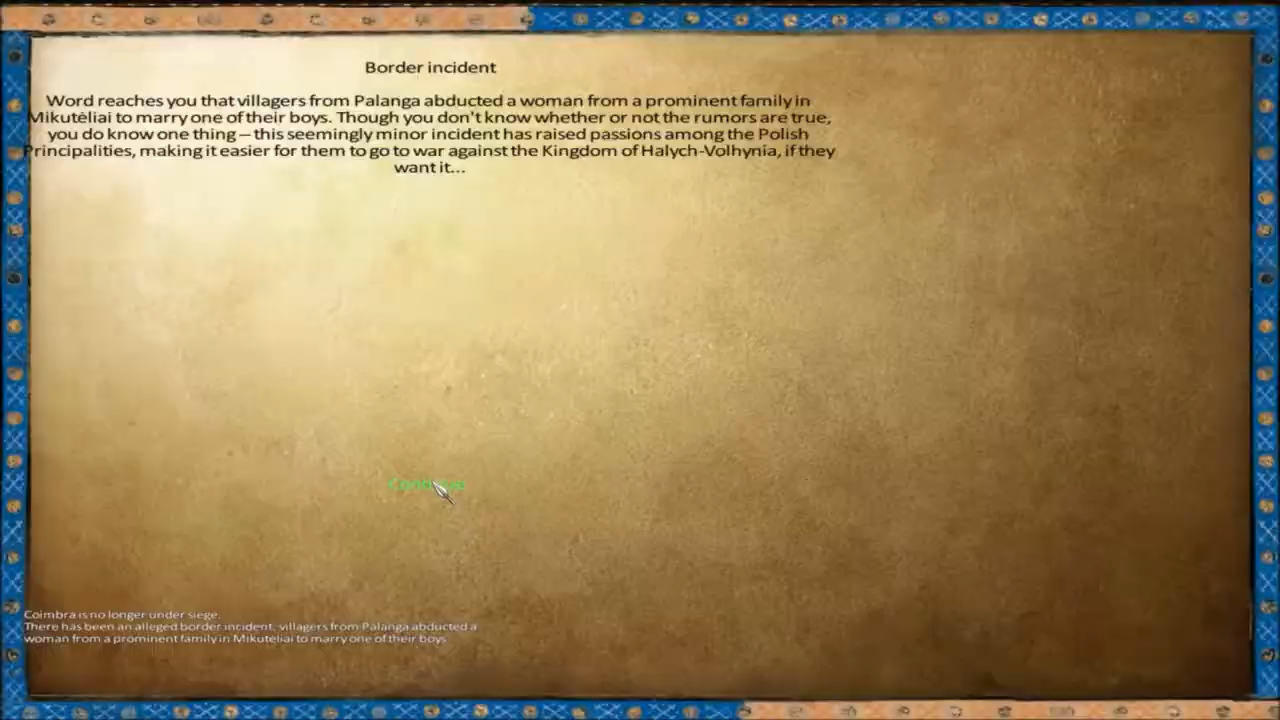 Border incident
Word reaches you that villagers from Palanga abducted a woman from a prominent family in
Mikutėliai to marry one of their boys. Though you don't know whether or not the rumors are true,
you do know one thing – this seemingly minor incident has raised passions among the Polish
Principalities, making it easier for them to go to war against the Kingdom of Halych-Volhynia, if they
want it...
Continue
Coimbra is no longer under siege.
There has been an alleged border incident: villagers from Palanga abducted a
woman from a prominent family in Mikutėliai to marry one of their boys.